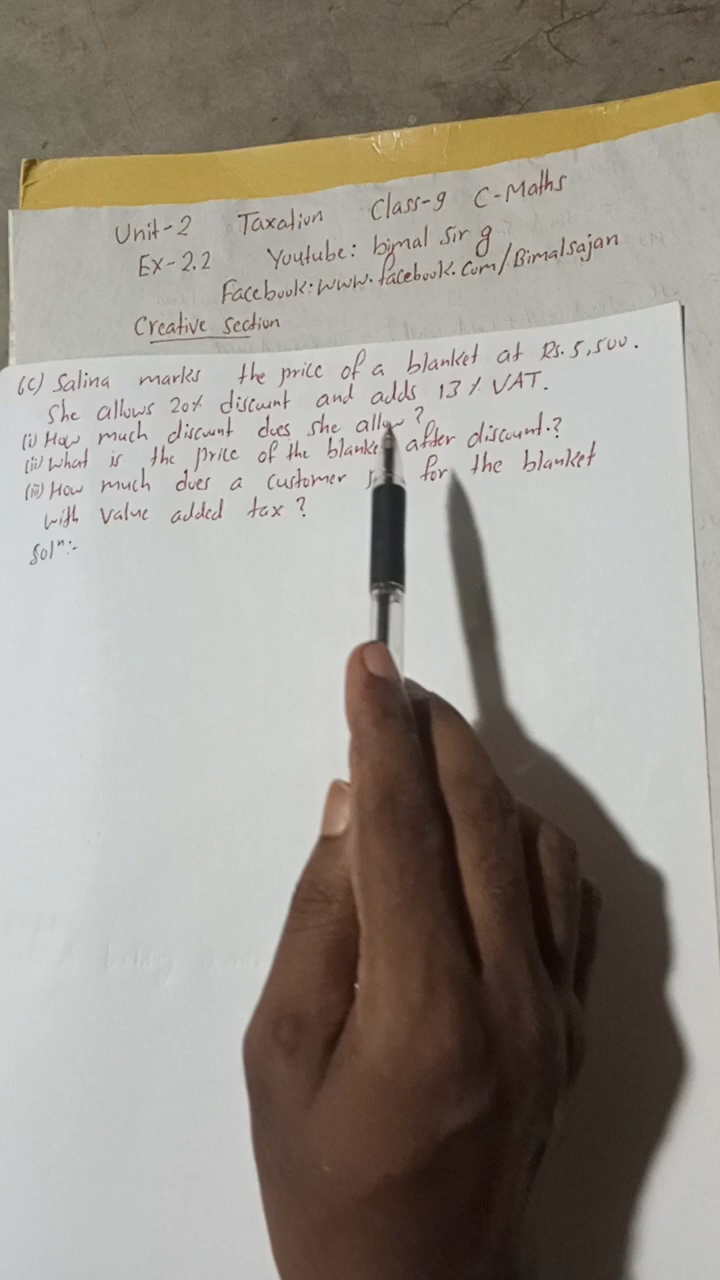 Unit-2 Taxation Class-9 C-Maths
Ex-2.2 Youtube: bimal sir g
Facebook: www.facebook.com/Bimalsajan
Creative section
6c) Salina marks the price of a blanket at Rs. 5,500.
She allows 20% discount and adds 13% VAT.
(i) How much discount does she allow?
(ii) What is the price of the blanke after discount.?
(iii) How much does a customer for the blanket
with value added tax?
Solⁿ:-